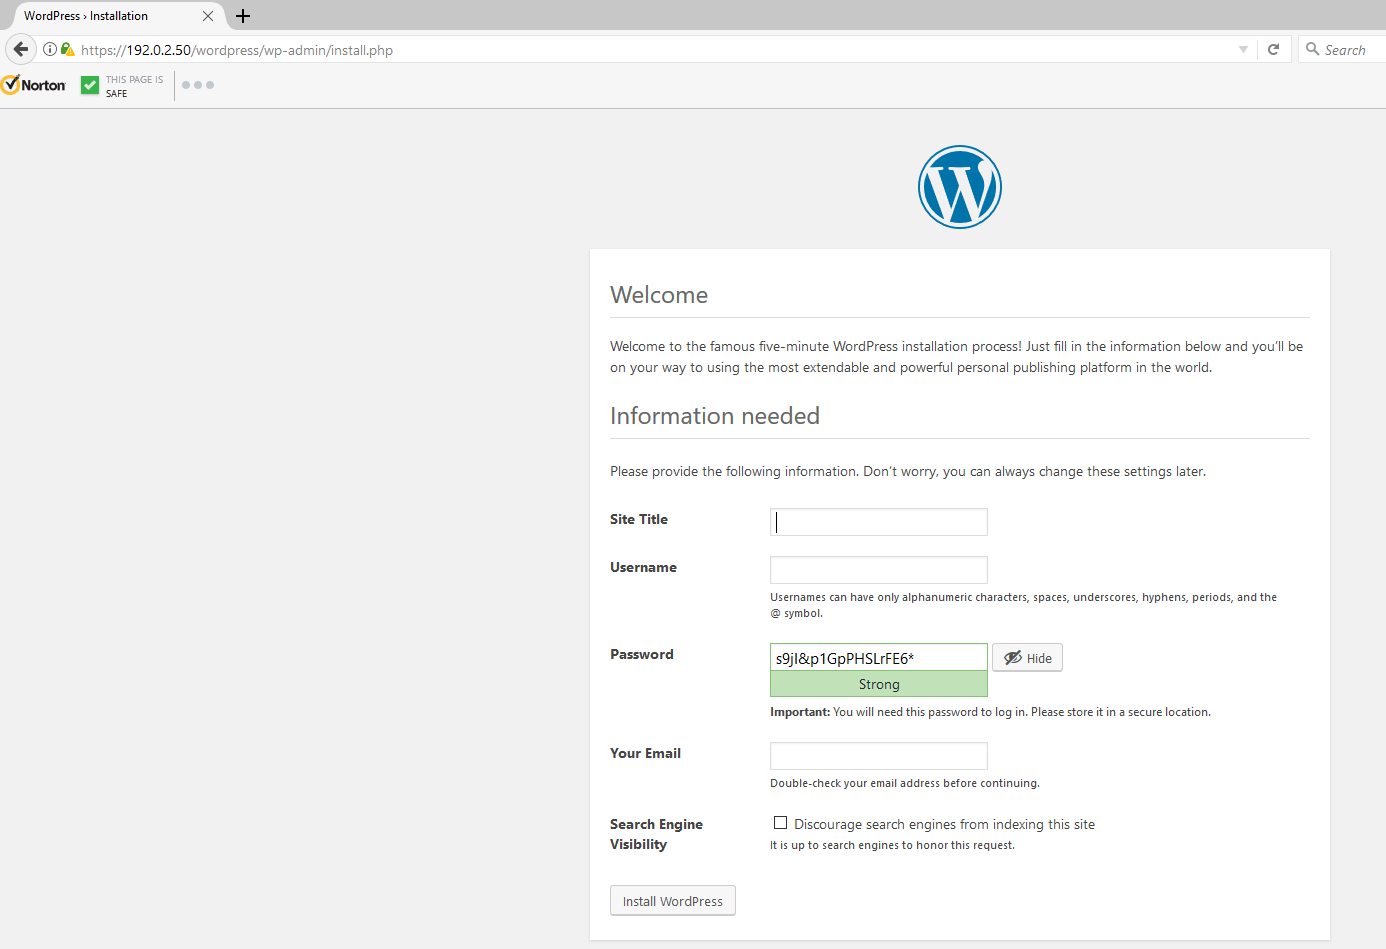 WordPress › Installation
https://192.0.2.50/wordpress/wp-admin/install.php
Search
Norton
THIS PAGE IS
SAFE
Welcome
Welcome to the famous five-minute WordPress installation process! Just fill in the information below and you’ll be
on your way to using the most extendable and powerful personal publishing platform in the world.
Information needed
Please provide the following information. Don’t worry, you can always change these settings later.
Site Title
Username
Usernames can have only alphanumeric characters, spaces, underscores, hyphens, periods, and the
@ symbol.
Password
s9jI&p1GpPHSLrFE6*
Hide
Strong
Important: You will need this password to log in. Please store it in a secure location.
Your Email
Double-check your email address before continuing.
Search Engine
Visibility
Discourage search engines from indexing this site
It is up to search engines to honor this request.
Install WordPress